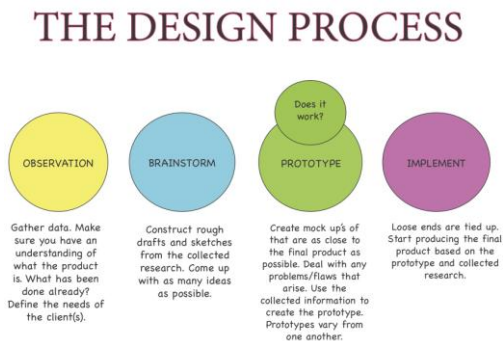 THE DESIGN PROCESS
OBSERVATION
Gather data. Make
sure you have an
understanding of
what the product
is. What has been
done already?
Define the needs of
the client(s).
BRAINSTORM
Construct rough
drafts and sketches
from the collected
research. Come up
with as many ideas
as possible.
Does it
work?
PROTOTYPE
Create mock up's of
that are as close to
the final product as
possible. Deal with any
problems/flaws that
arise. Use the
collected information to
create the prototype.
Prototypes vary from
one another.
IMPLEMENT
Loose ends are tied up.
Start producing the final
product based on the
prototype and collected
research.